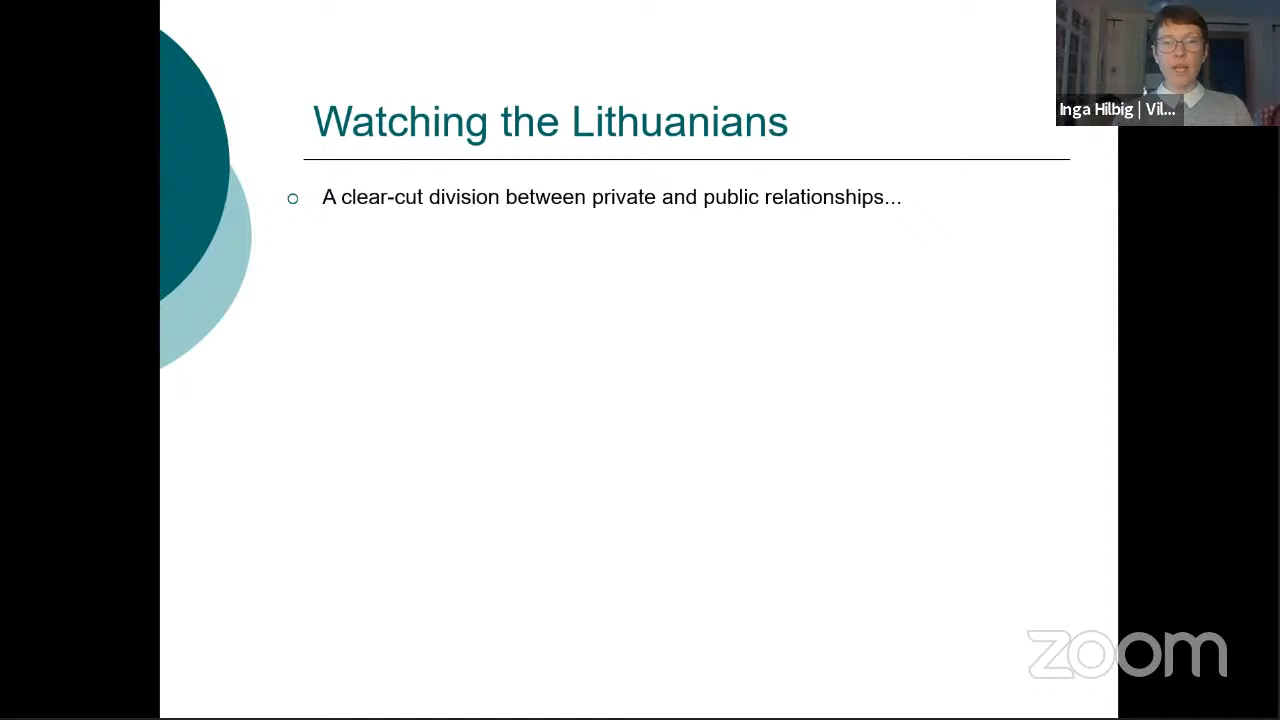 Watching the Lithuanians
A clear-cut division between private and public relationships...
Inga Hilbig | Vil...
zoom